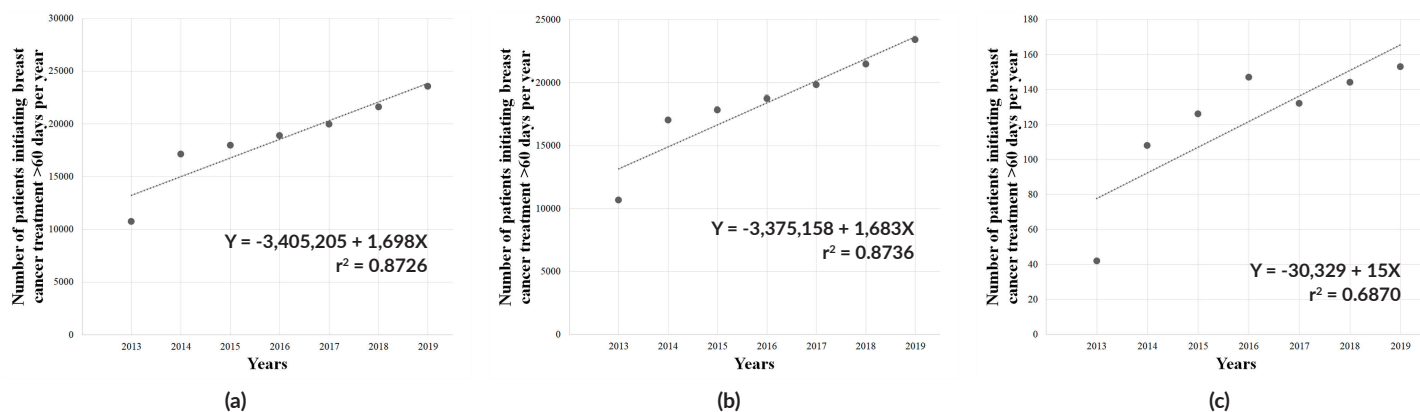 Number of patients initiating breast
cancer treatment >60 days per year
30000
25000
20000
15000
10000
5000
0
Y = -3,405,205 + 1,698X
r² = 0.8726
2013 2014 2015 2016 2017 2018 2019
Years
(a)
Number of patients initiating breast
cancer treatment >60 days per year
25000
20000
15000
10000
5000
0
Y = -3,375,158 + 1,683X
r² = 0.8736
2013 2014 2015 2016 2017 2018 2019
Years
(b)
Number of patients initiating breast
cancer treatment >60 days per year
180
160
140
120
100
80
60
40
20
0
Y = -30,329 + 15X
r² = 0.6870
2013 2014 2015 2016 2017 2018 2019
Years
(c)